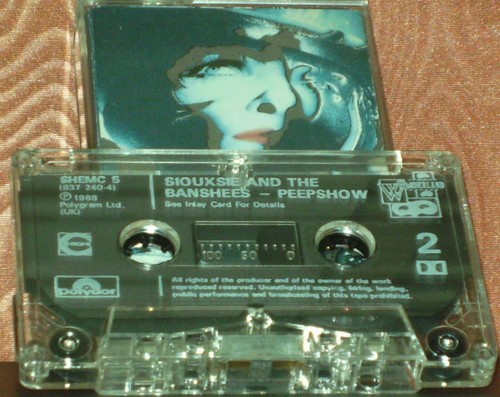 SHEMC 5
(837 240-4)
℗ 1988
Polygram Ltd.
(UK)
SIOUXSIE AND THE
BANSHEES – PEEPSHOW
See Inlay Card For Details
WONDERLAND
2
100 50 0
polydor
All rights of the producer and of the owner of the work
reproduced reserved. Unauthorised copying, hiring, lending,
public performance and broadcasting of this tape prohibited.